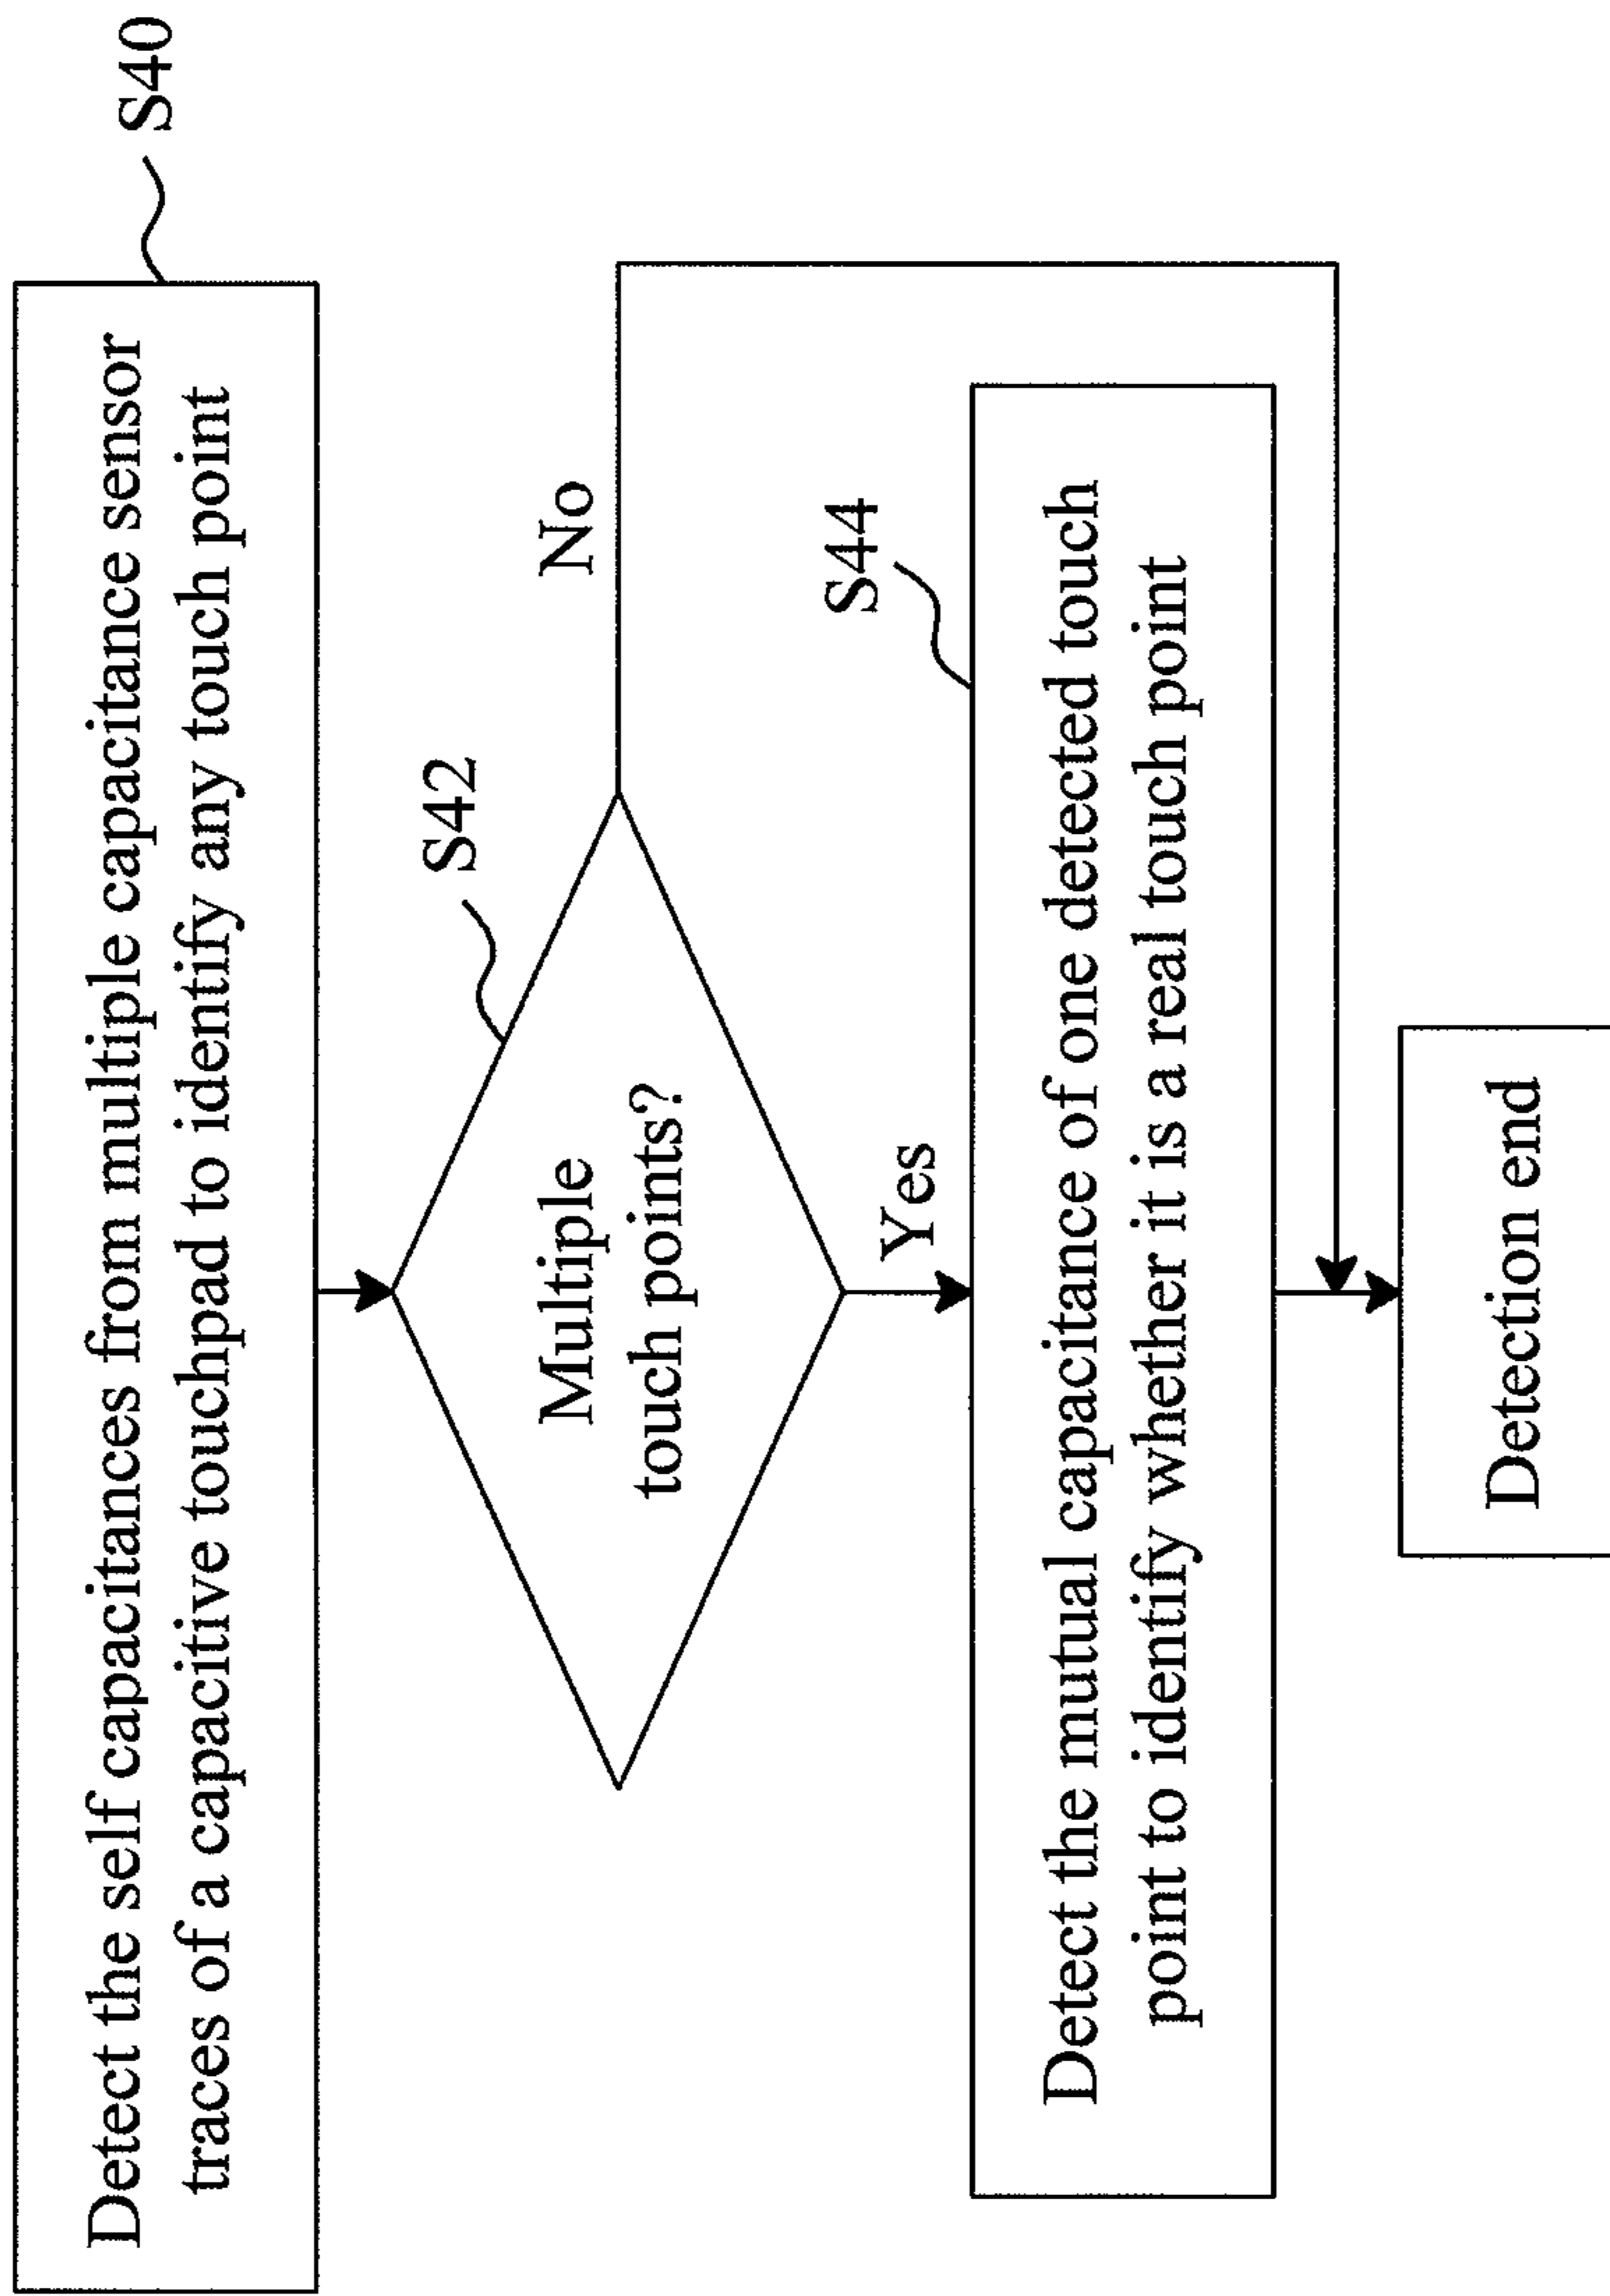 Detect the self capacitances from multiple capacitance sensor
traces of a capacitive touchpad to identify any touch point
S40
Multiple
touch points?
S42
No
Yes
S44
Detect the mutual capacitance of one detected touch
point to identify whether it is a real touch point
Detection end